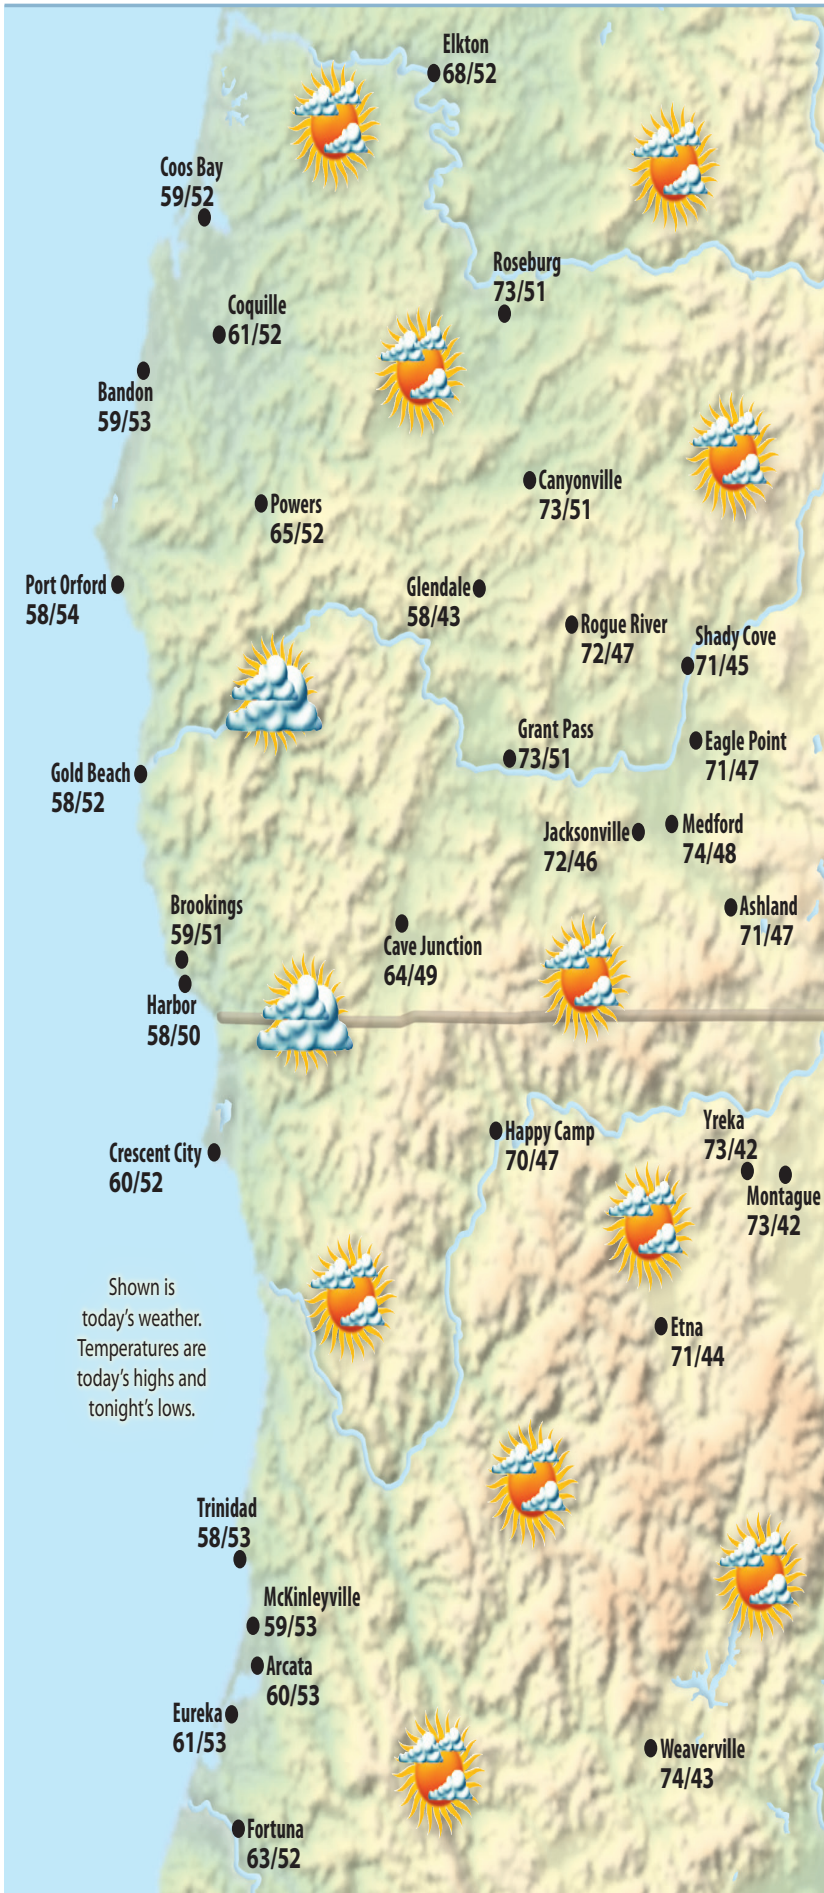 Elkton
68/52
Coos Bay
59/52
Roseburg
73/51
Coquille
61/52
Bandon
59/53
Canyonville
73/51
Powers
65/52
Port Orford
58/54
Glendale
58/43
Rogue River
72/47
Shady Cove
71/45
Grant Pass
73/51
Eagle Point
71/47
Gold Beach
58/52
Jacksonville
72/46
Medford
74/48
Brookings
59/51
Ashland
71/47
Cave Junction
64/49
Harbor
58/50
Happy Camp
70/47
Yreka
73/42
Crescent City
60/52
Montague
73/42
Shown is
today's weather.
Temperatures are
today's highs and
tonight's lows.
Etna
71/44
Trinidad
58/53
McKinleyville
59/53
Arcata
60/53
Eureka
61/53
Weaverville
74/43
Fortuna
63/52